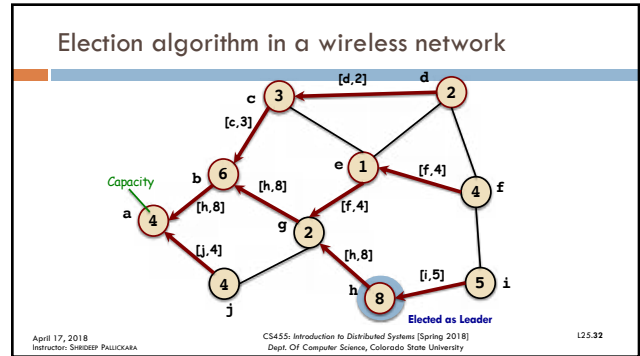 Election algorithm in a wireless network
[d,2]
d
2
c
3
[c,3]
e
1
[f,4]
4
f
b
6
Capacity
[h,8]
[h,8]
[f,4]
a
4
g
2
[j,4]
[h,8]
[i,5]
4
j
h
8
5
i
Elected as Leader
April 17, 2018
Instructor: SHRIDEEP PALLICKARA
CS455: Introduction to Distributed Systems [Spring 2018]
Dept. Of Computer Science, Colorado State University
L25.32